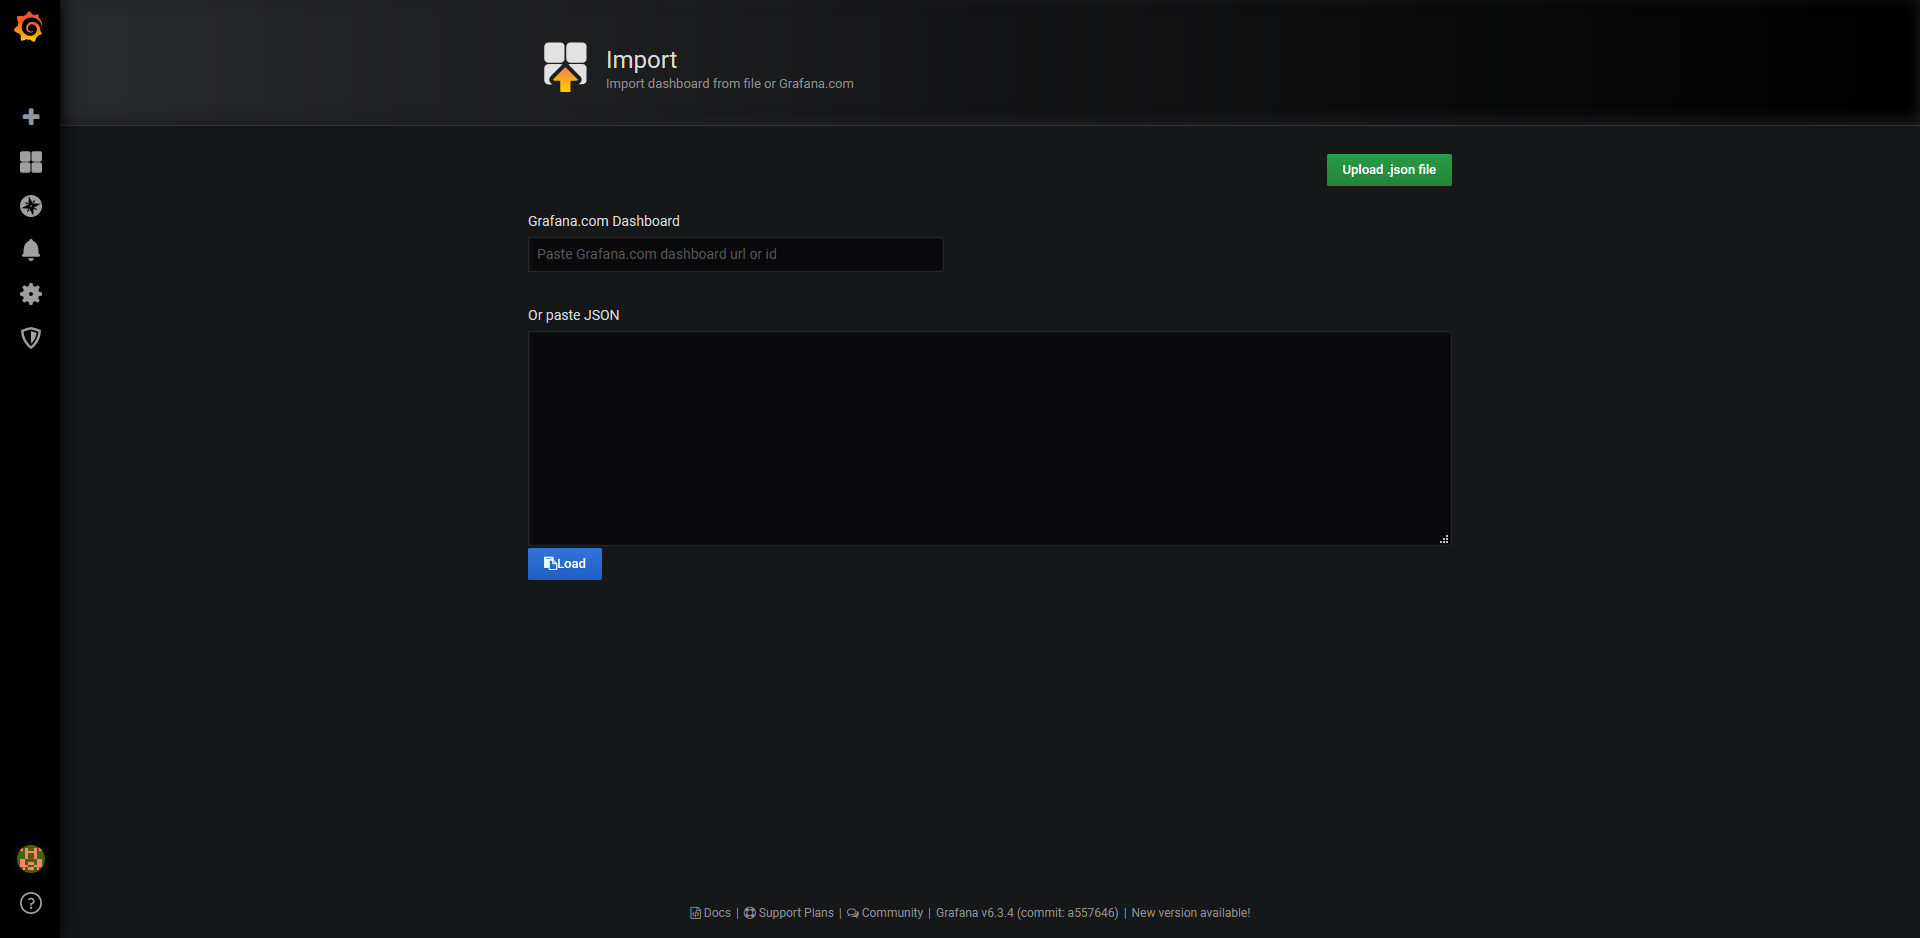 Import
Import dashboard from file or Grafana.com
Upload .json file
Grafana.com Dashboard
Paste Grafana.com dashboard url or id
Or paste JSON
Load
Docs | Support Plans | Community | Grafana v6.3.4 (commit: a557646) | New version available!